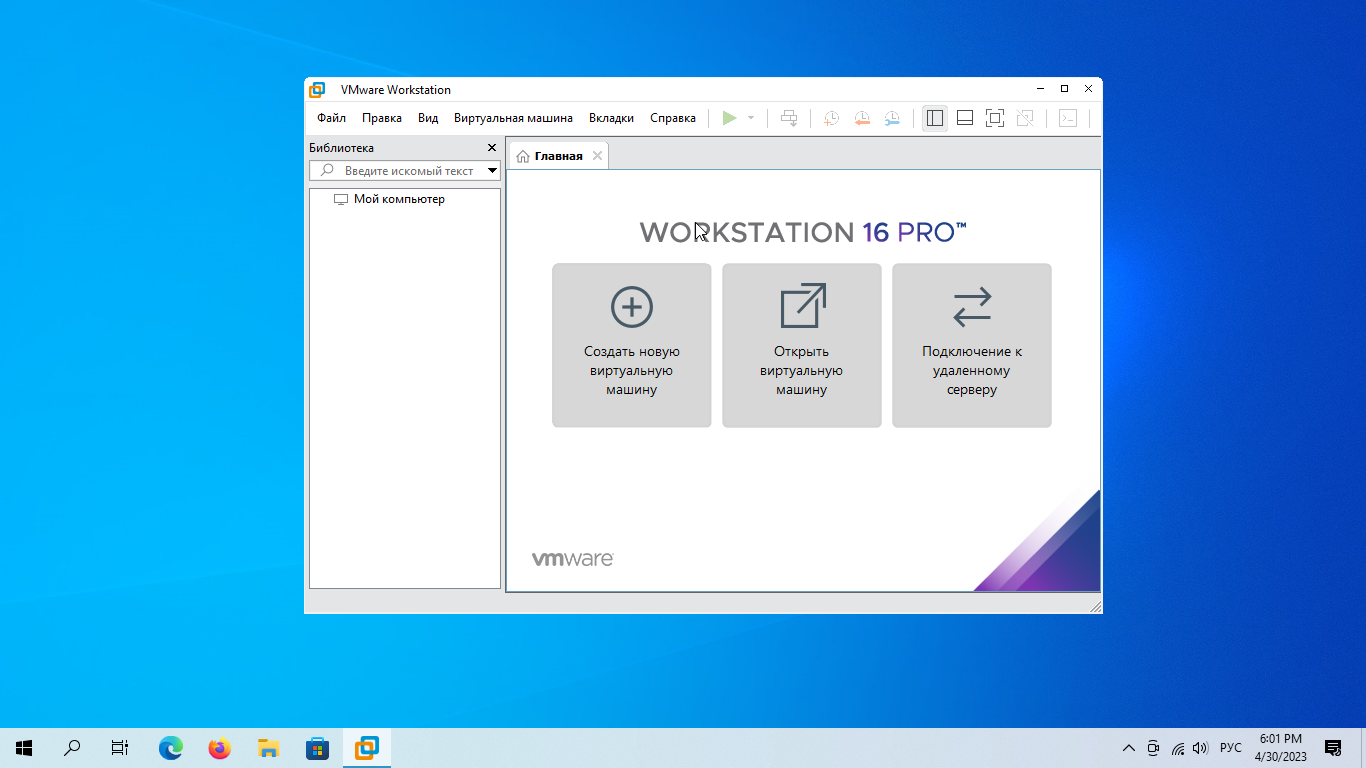 VMware Workstation
Файл Правка Вид Виртуальная машина Вкладки Справка
Библиотека
Введите искомый текст
Мой компьютер
Главная
WORKSTATION 16 PRO™
Создать новую
виртуальную
машину
Открыть
виртуальную
машину
Подключение к
удаленному
серверу
vmware
РУС
6:01 PM
4/30/2023